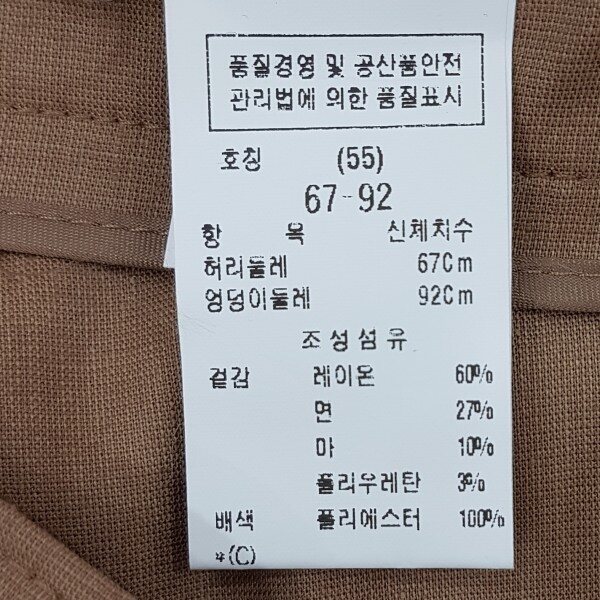 품질경영 및 공산품안전
관리법에 의한 품질표시
호칭 (55)
67-92
항 목 신체치수
허리둘레 67Cm
엉덩이둘레 92Cm
조성섬유
겉감 레이온 60%
면 27%
마 10%
폴리우레탄 3%
배색 폴리에스터 100%
(C)